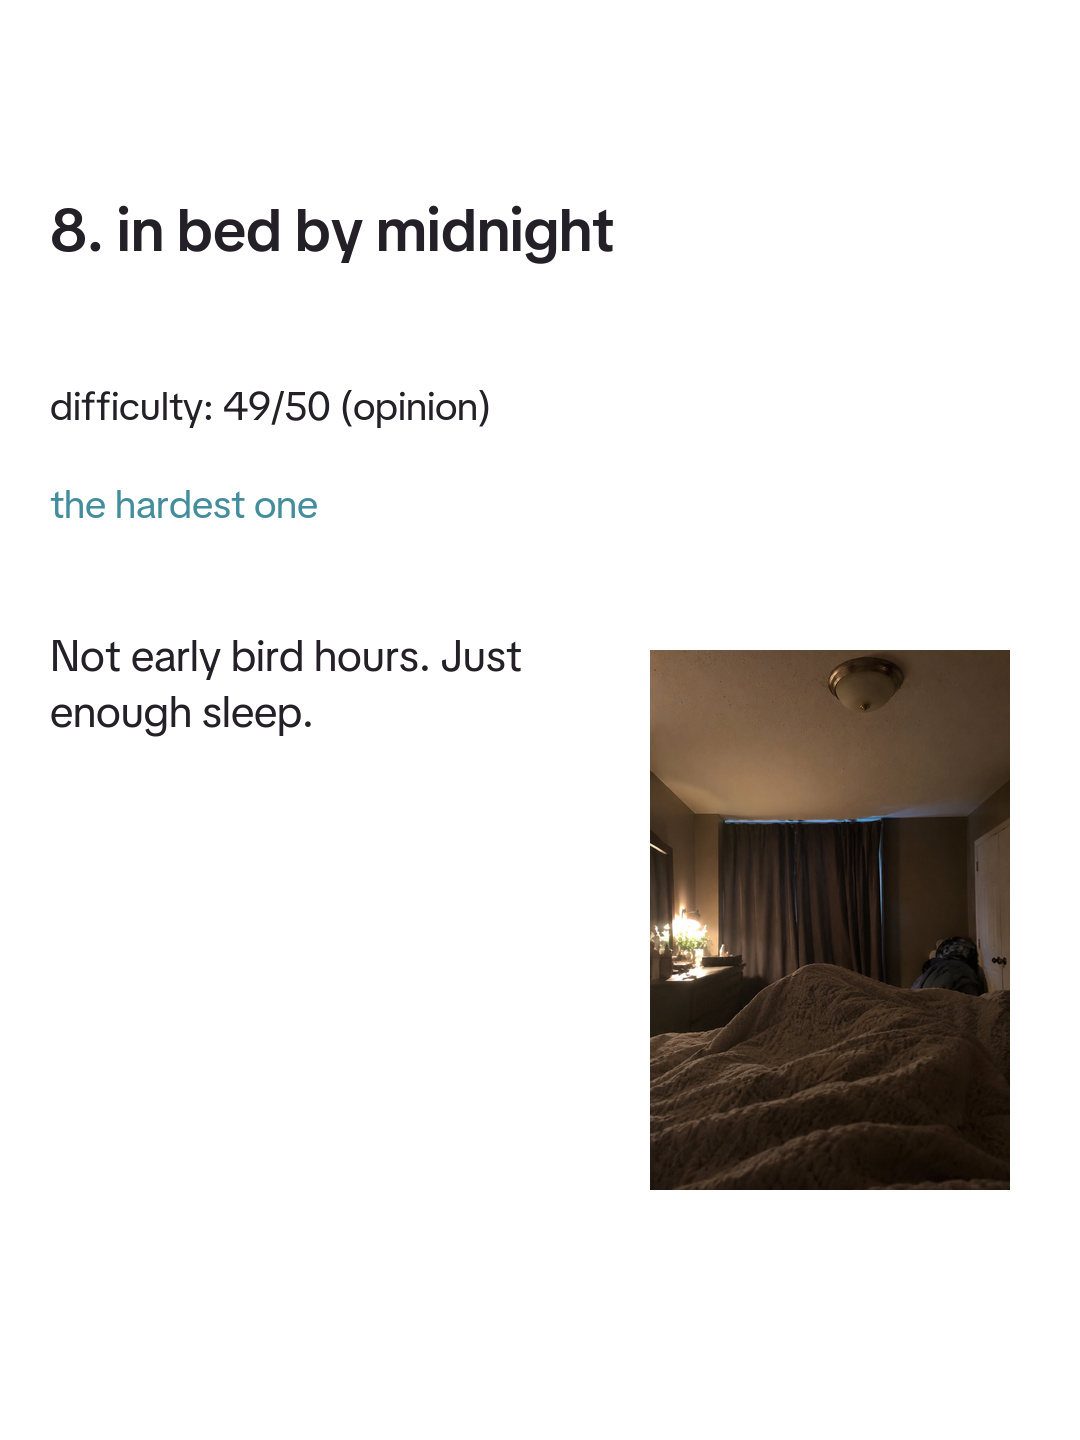 8. in bed by midnight
difficulty: 49/50 (opinion)
the hardest one
Not early bird hours. Just
enough sleep.